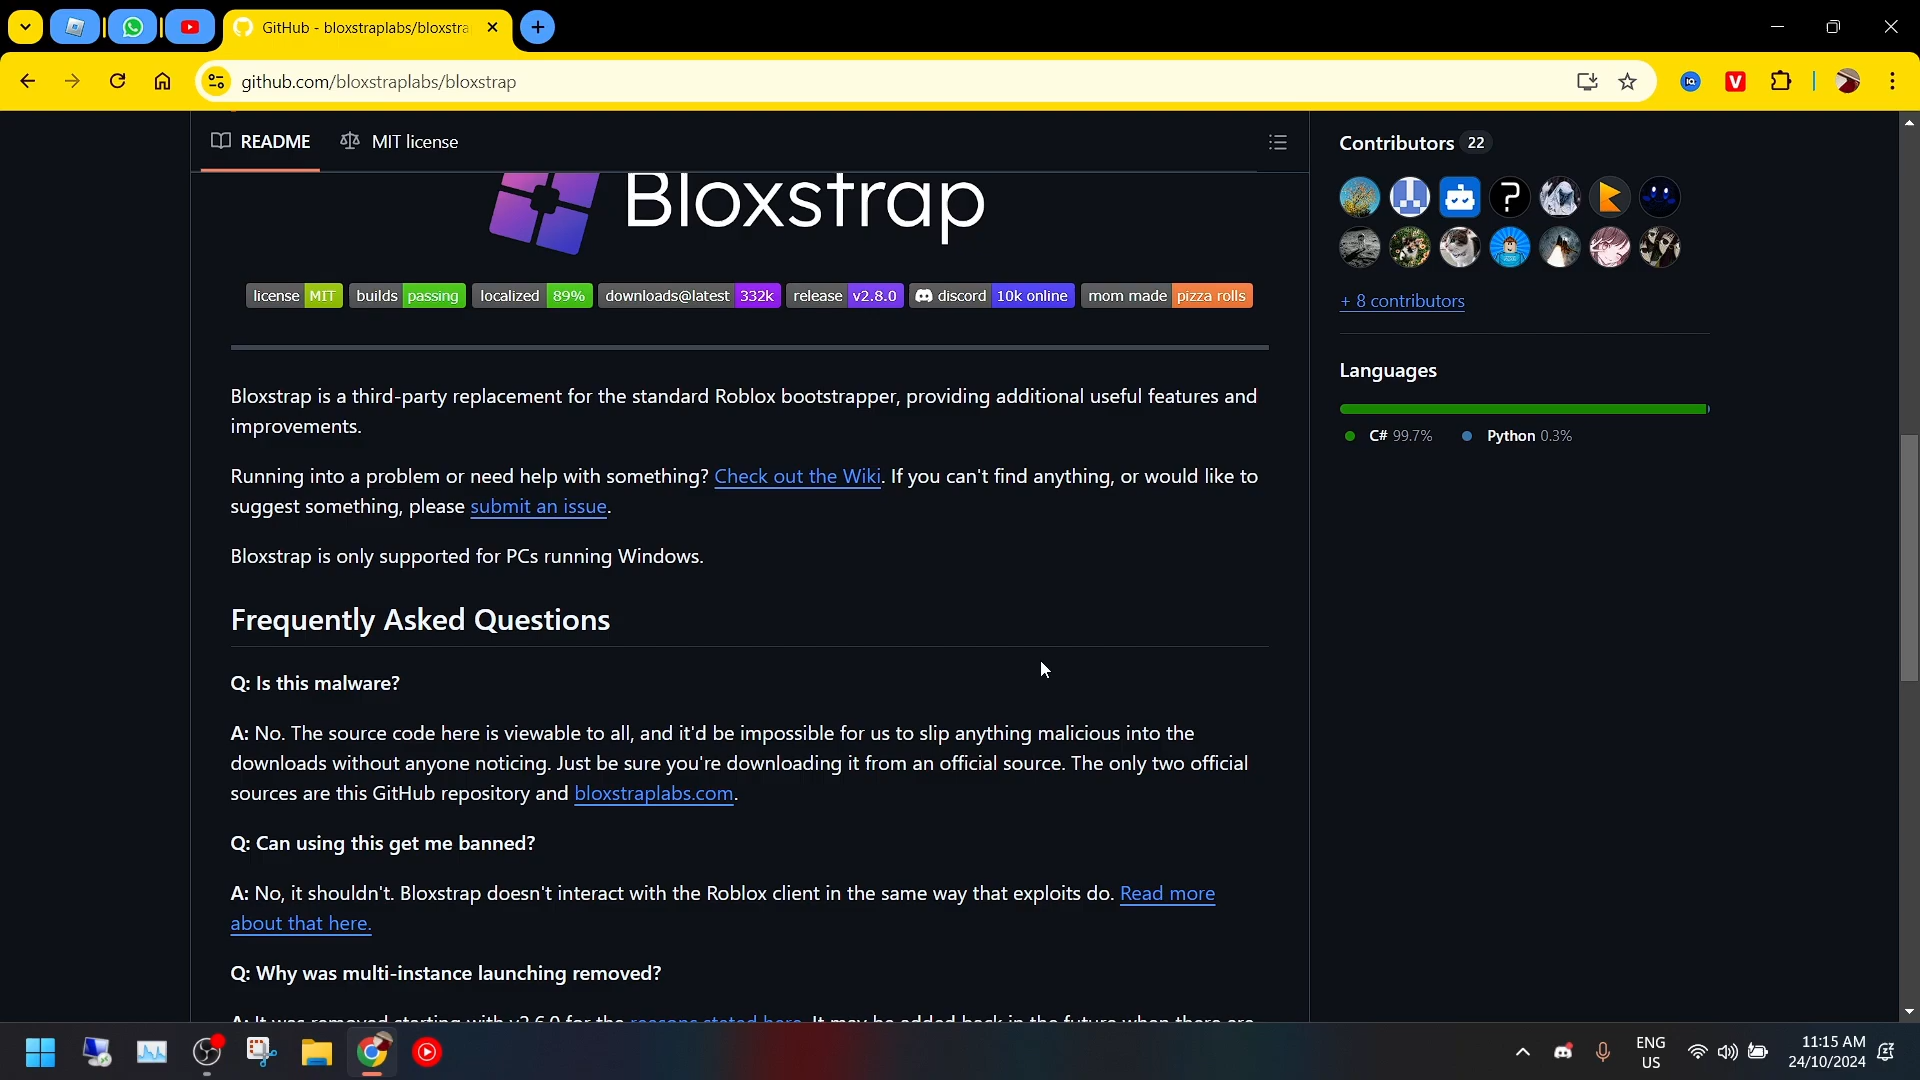 GitHub - bloxstraplabs/bloxstra
github.com/bloxstraplabs/bloxstrap
README
MIT license
Bloxstrap
license MIT
builds passing
localized 89%
downloads@latest 332k
release v2.8.0
discord 10k online
mom made pizza rolls
Bloxstrap is a third-party replacement for the standard Roblox bootstrapper, providing additional useful features and
improvements.
Running into a problem or need help with something? Check out the Wiki. If you can't find anything, or would like to
suggest something, please submit an issue.
Bloxstrap is only supported for PCs running Windows.
Frequently Asked Questions
Q: Is this malware?
A: No. The source code here is viewable to all, and it'd be impossible for us to slip anything malicious into the
downloads without anyone noticing. Just be sure you're downloading it from an official source. The only two official
sources are this GitHub repository and bloxstraplabs.com.
Q: Can using this get me banned?
A: No, it shouldn't. Bloxstrap doesn't interact with the Roblox client in the same way that exploits do. Read more
about that here.
Q: Why was multi-instance launching removed?
A: It was removed starting with v2.6.0 for the reasons stated here. It may be added back in the future when there are
Contributors 22
+ 8 contributors
Languages
C# 99.7%
Python 0.3%
ENG
US
11:15 AM
24/10/2024